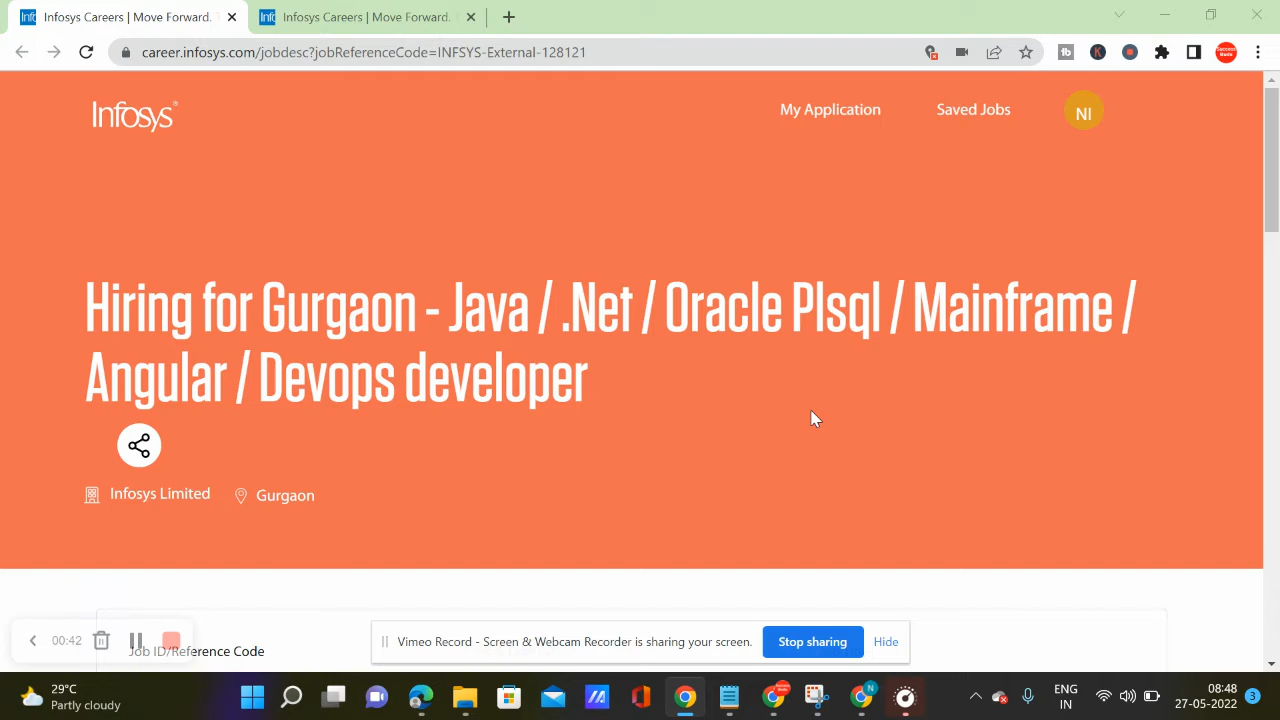 Infosys Careers | Move Forward.
Infosys Careers | Move Forward.
career.infosys.com/jobdesc?jobReferenceCode=INFSYS-External-128121
tb
K
Success
Infosys®
My Application
Saved Jobs
NI
Hiring for Gurgaon - Java / .Net / Oracle Plsql / Mainframe /
Angular / Devops developer
Infosys Limited
Gurgaon
00:42
Job ID/Reference Code
Vimeo Record - Screen & Webcam Recorder is sharing your screen.
Stop sharing
Hide
29°C
Partly cloudy
N
ENG
IN
08:48
27-05-2022
3